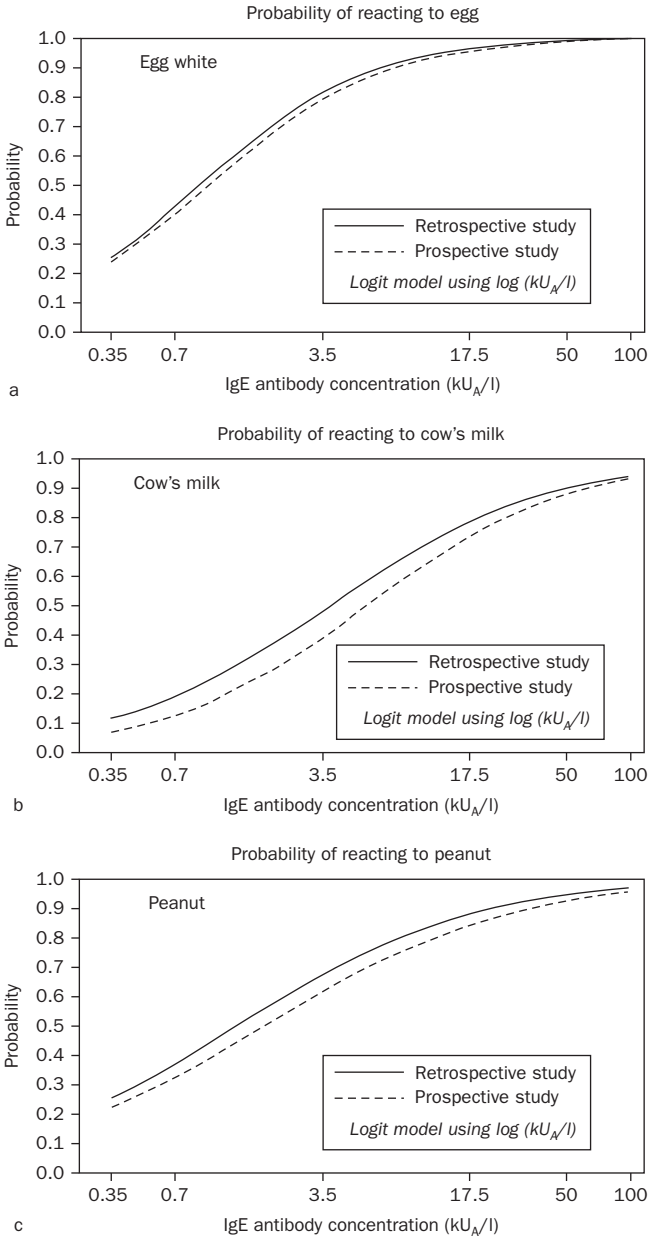 Probability of reacting to egg
1.0
Egg white
0.9
0.8
0.7
0.6
0.5
0.4
Retrospective study
0.3
Prospective study
0.2
Logit model using log (kU_A/l)
0.1
0.0
Probability
0.35 0.7 3.5 17.5 50 100
IgE antibody concentration (kU_A/l)
a
Probability of reacting to cow's milk
1.0
Cow's milk
0.9
0.8
0.7
0.6
0.5
0.4
0.3
Retrospective study
0.2
Prospective study
0.1
Logit model using log (kU_A/l)
0.0
Probability
0.35 0.7 3.5 17.5 50 100
IgE antibody concentration (kU_A/l)
b
Probability of reacting to peanut
1.0
Peanut
0.9
0.8
0.7
0.6
0.5
0.4
Retrospective study
0.3
Prospective study
0.2
Logit model using log (kU_A/l)
0.1
0.0
Probability
0.35 0.7 3.5 17.5 50 100
IgE antibody concentration (kU_A/l)
c